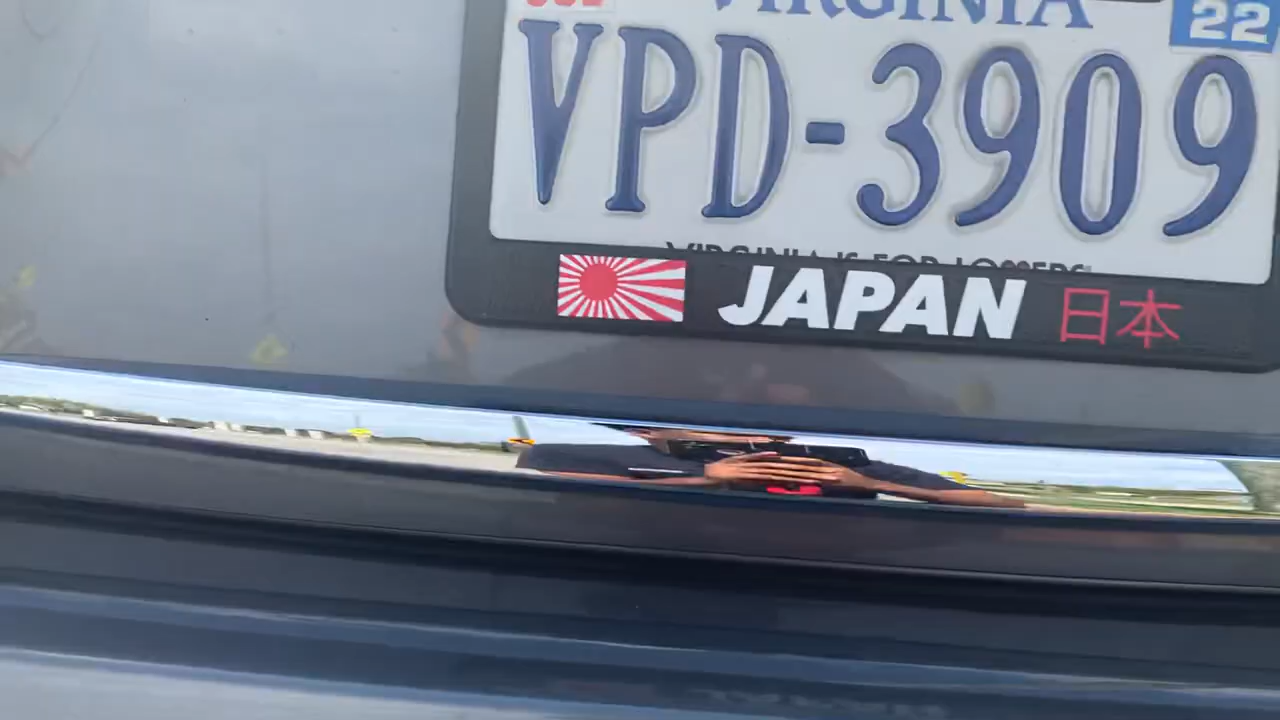 VIRGINIA
22
VPD-3909
VIRGINIA IS FOR LOVERS
JAPAN 日本